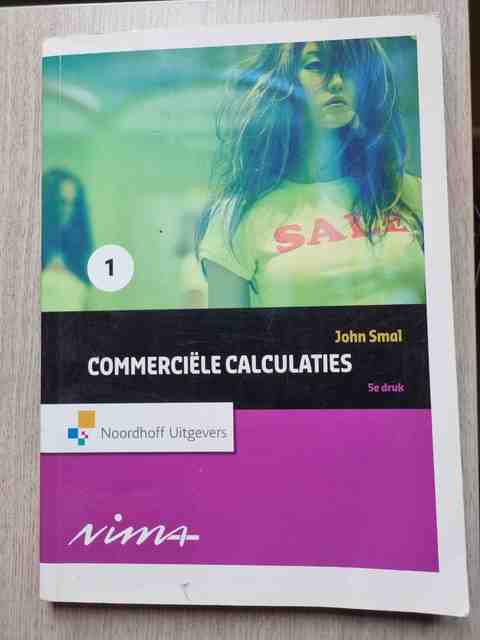 SALE
1
John Smal
COMMERCIËLE CALCULATIES
5e druk
Noordhoff Uitgevers
NIMA